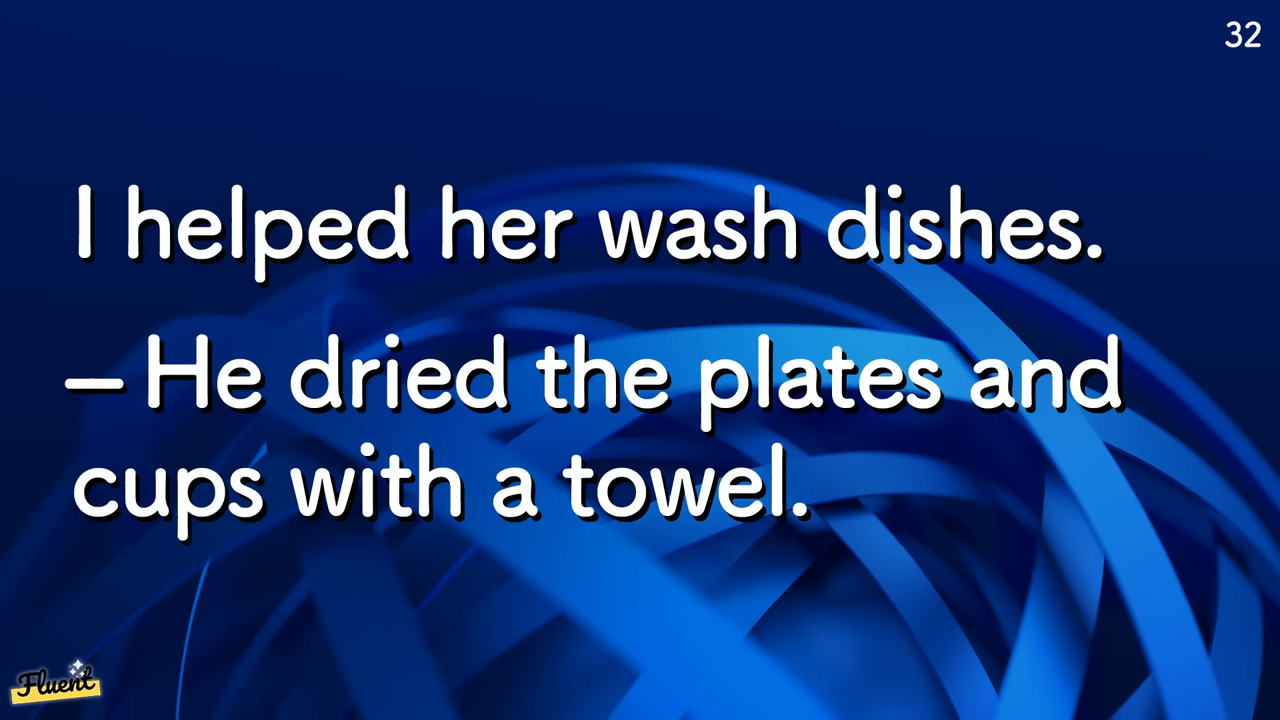 32
I helped her wash dishes.
– He dried the plates and
cups with a towel.
Fluent